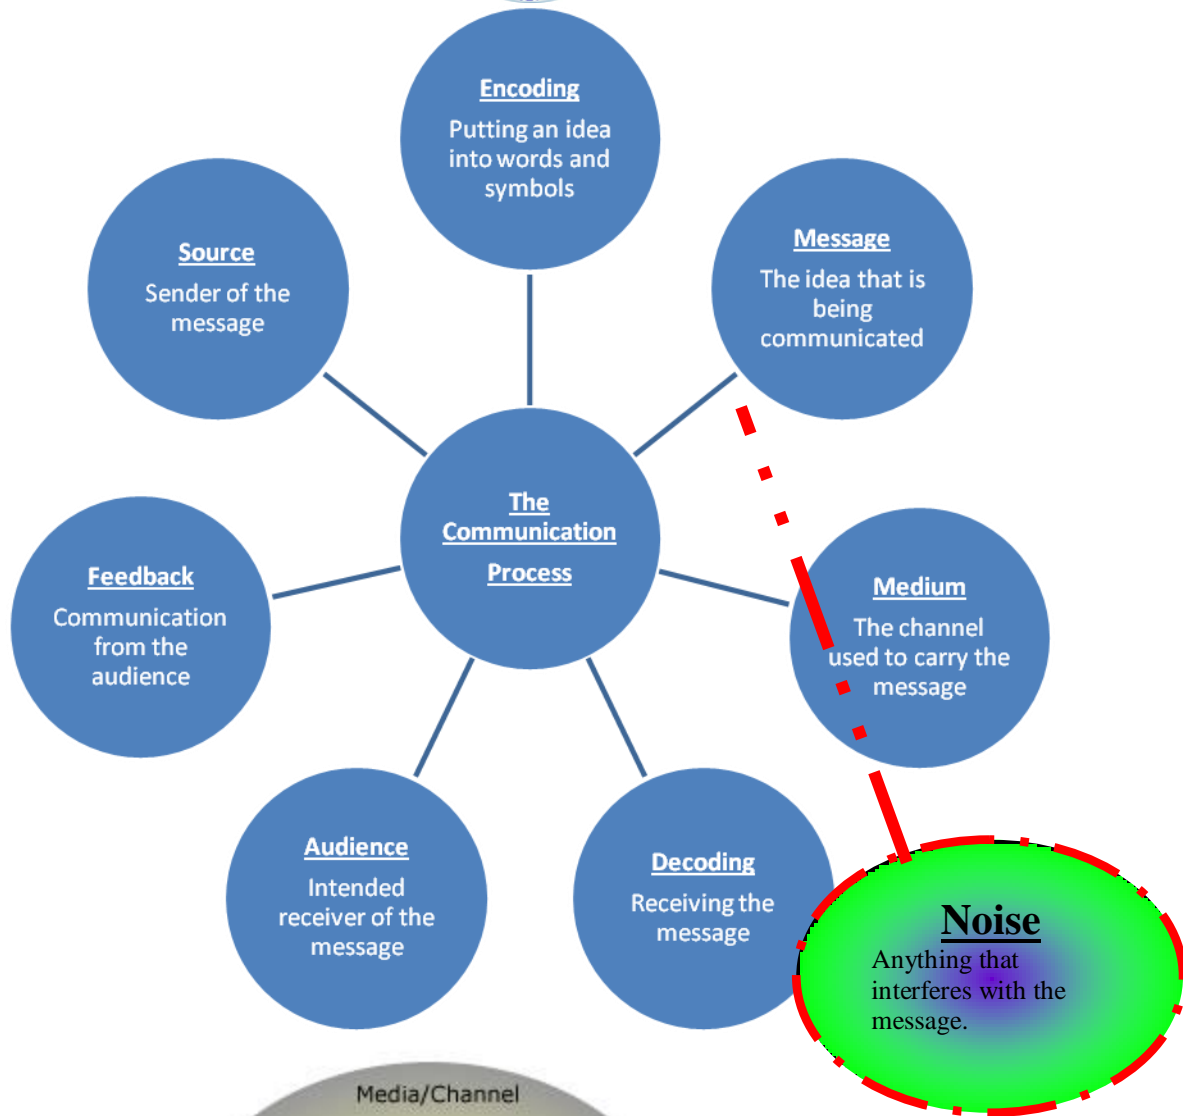 Encoding
Putting an idea
into words and
symbols
Message
The idea that is
being
communicated
Source
Sender of the
message
The
Communication
Process
Medium
The channel
used to carry the
message
Feedback
Communication
from the
audience
Audience
Intended
receiver of the
message
Decoding
Receiving the
message
Noise
Anything that
interferes with the
message.
Media/Channel